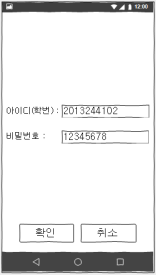 12:00
아이디(학번) : 2013244102
비밀번호 : 12345678
확인 취소